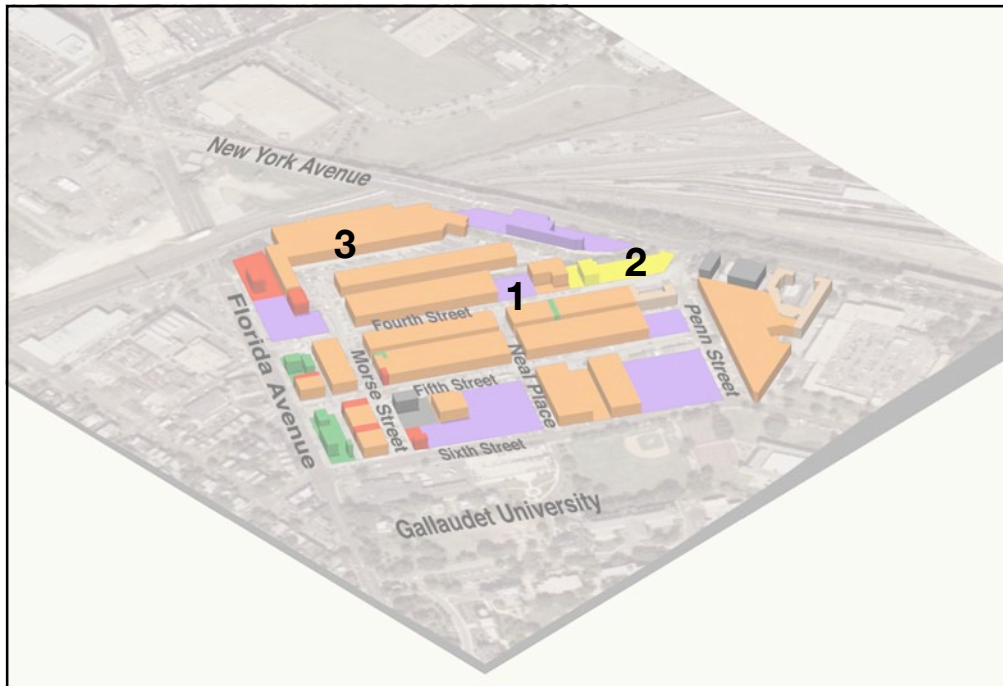 New York Avenue
3
2
1
Florida Avenue
Fourth Street
Morse Street
Neal Place
Penn Street
Fifth Street
Sixth Street
Gallaudet University